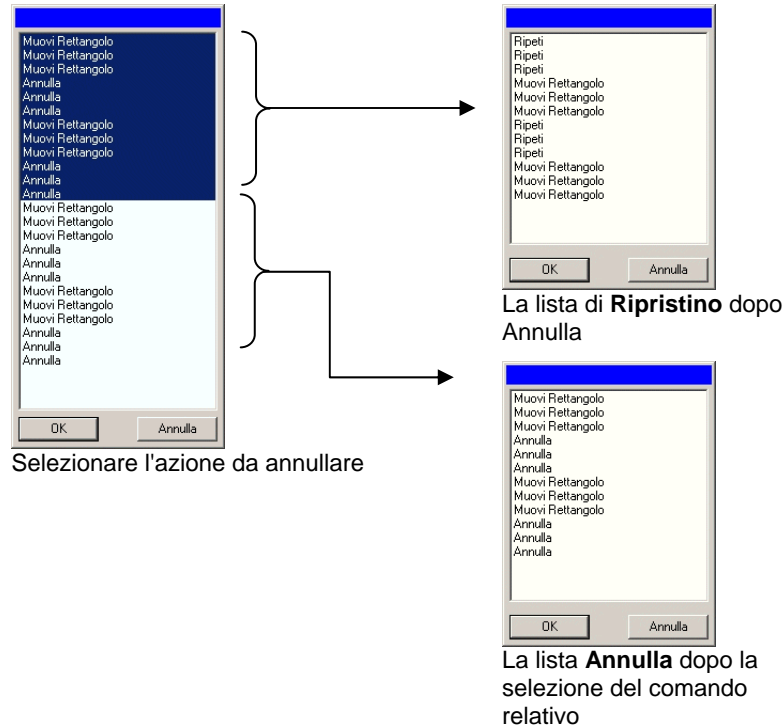 Muovi Rettangolo
Muovi Rettangolo
Muovi Rettangolo
Annulla
Annulla
Annulla
Muovi Rettangolo
Muovi Rettangolo
Muovi Rettangolo
Annulla
Annulla
Annulla
Muovi Rettangolo
Muovi Rettangolo
Muovi Rettangolo
Annulla
Annulla
Annulla
Muovi Rettangolo
Muovi Rettangolo
Muovi Rettangolo
Annulla
Annulla
Annulla
OK Annulla
Selezionare l'azione da annullare
Ripeti
Ripeti
Ripeti
Muovi Rettangolo
Muovi Rettangolo
Muovi Rettangolo
Ripeti
Ripeti
Ripeti
Muovi Rettangolo
Muovi Rettangolo
Muovi Rettangolo
OK Annulla
La lista di Ripristino dopo
Annulla
Muovi Rettangolo
Muovi Rettangolo
Muovi Rettangolo
Annulla
Annulla
Annulla
Muovi Rettangolo
Muovi Rettangolo
Muovi Rettangolo
Annulla
Annulla
Annulla
OK Annulla
La lista Annulla dopo la
selezione del comando
relativo